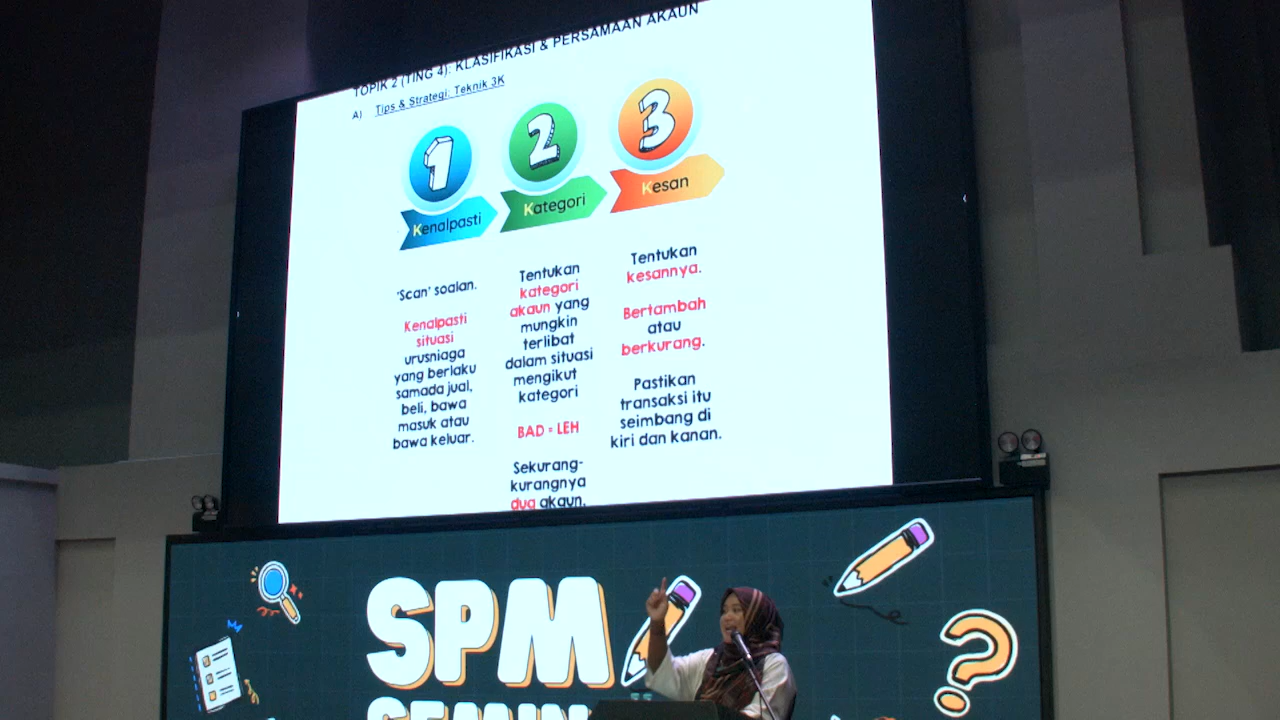 TOPIK 2 (TING 4): KLASIFIKASI & PERSAMAAN AKAUN
A) Tips & Strategi: Teknik 3K
1
Kenalpasti
'Scan' soalan.
Kenalpasti
situasi
urusniaga
yang berlaku
samada jual,
beli, bawa
masuk atau
bawa keluar.
2
Kategori
Tentukan
kategori
akaun yang
mungkin
terlibat
dalam situasi
mengikut
kategori
BAD = LEH
Sekurang-
kurangnya
dua akaun.
3
Kesan
Tentukan
kesannya.
Bertambah
atau
berkurang.
Pastikan
transaksi itu
seimbang di
kiri dan kanan.
SPM
?